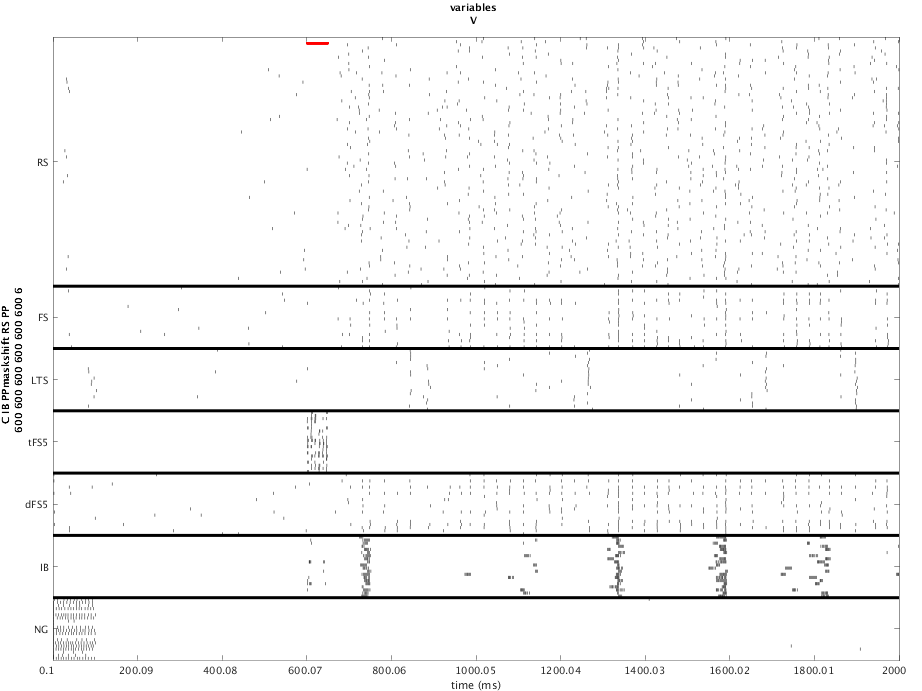 variables
V
RS
FS
LTS
tFS5
dFS5
IB
NG
C IB PPmaskshift RS PP
600 600 600 600 600 600 600 6
0.1
200.09
400.08
600.07
800.06
1000.05
1200.04
1400.03
1600.02
1800.01
2000
time (ms)